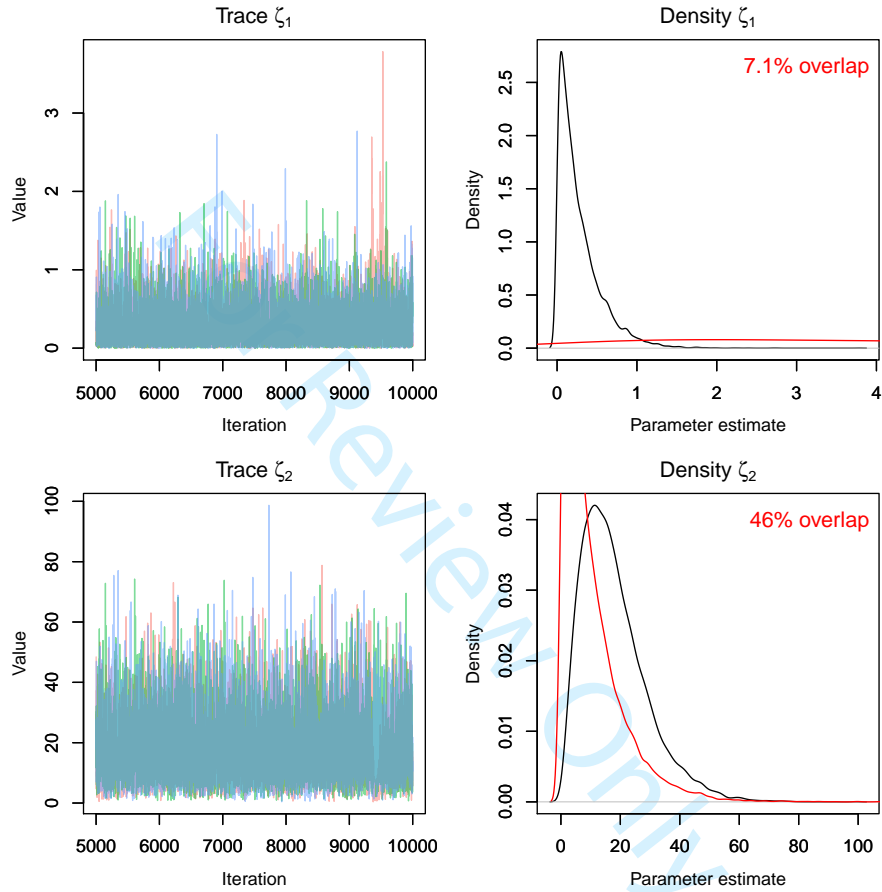 Trace ζ1
Value
0
1
2
3
5000 6000 7000 8000 9000 10000
Iteration
Density ζ1
7.1% overlap
Density
0.0
0.5
1.0
1.5
2.0
2.5
0 1 2 3 4
Parameter estimate
Trace ζ2
Value
0
20
40
60
80
100
5000 6000 7000 8000 9000 10000
Iteration
Density ζ2
46% overlap
Density
0.00
0.01
0.02
0.03
0.04
0 20 40 60 80 100
Parameter estimate
For Review Only